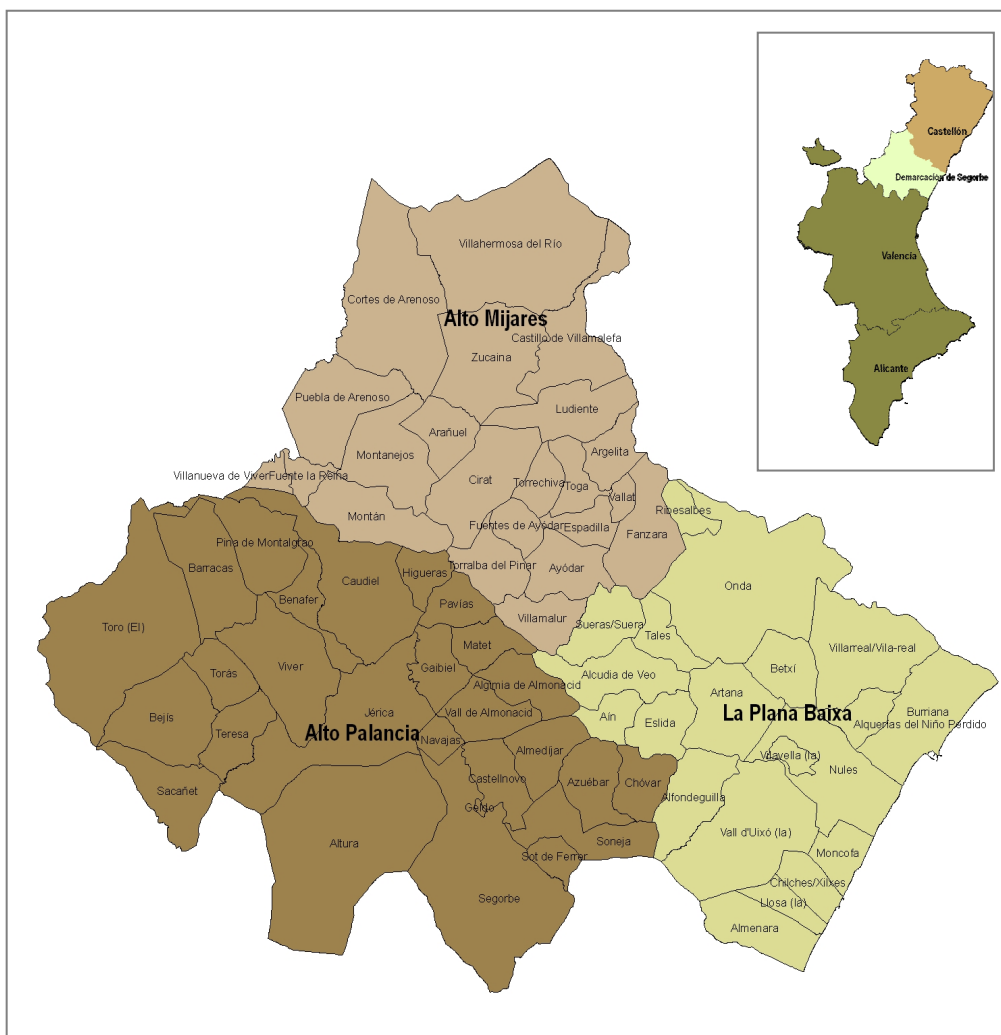 Castellón
Demarcación de Segorbe
Valencia
Alicante
Villahermosa del Río
Cortes de Arenoso
Alto Mijares
Castillo de Villamalefa
Zucaina
Puebla de Arenoso
Ludiente
Arañuel
Argelita
Montanejos
Villanueva de Viver
Fuente la Reina
Cirat
Torrechiva
Toga
Vallat
Ribesalbes
Montán
Fuentes de Ayódar
Espadilla
Fanzara
Pina de Montalgrao
Barracas
Caudiel
Higueras
Torralba del Pinar
Ayódar
Onda
Benafer
Pavías
Villamalur
Sueras/Suera
Toro (El)
Tales
Matet
Villarreal/Vila-real
Viver
Gaibiel
Torás
Alcudia de Veo
Betxí
Algimia de Almonacid
Artana
Jérica
Vall de Almonacid
La Plana Baixa
Burriana
Bejís
Aín
Eslida
Alquerías del Niño Perdido
Alto Palancia
Teresa
Navajas
Almedíjar
Vilavella (la)
Nules
Castellnovo
Azuébar
Chóvar
Sacañet
Alfondeguilla
Geldo
Vall d'Uixó (la)
Altura
Soneja
Moncofa
Sot de Ferrer
Chilches/Xilxes
Segorbe
Llosa (la)
Almenara